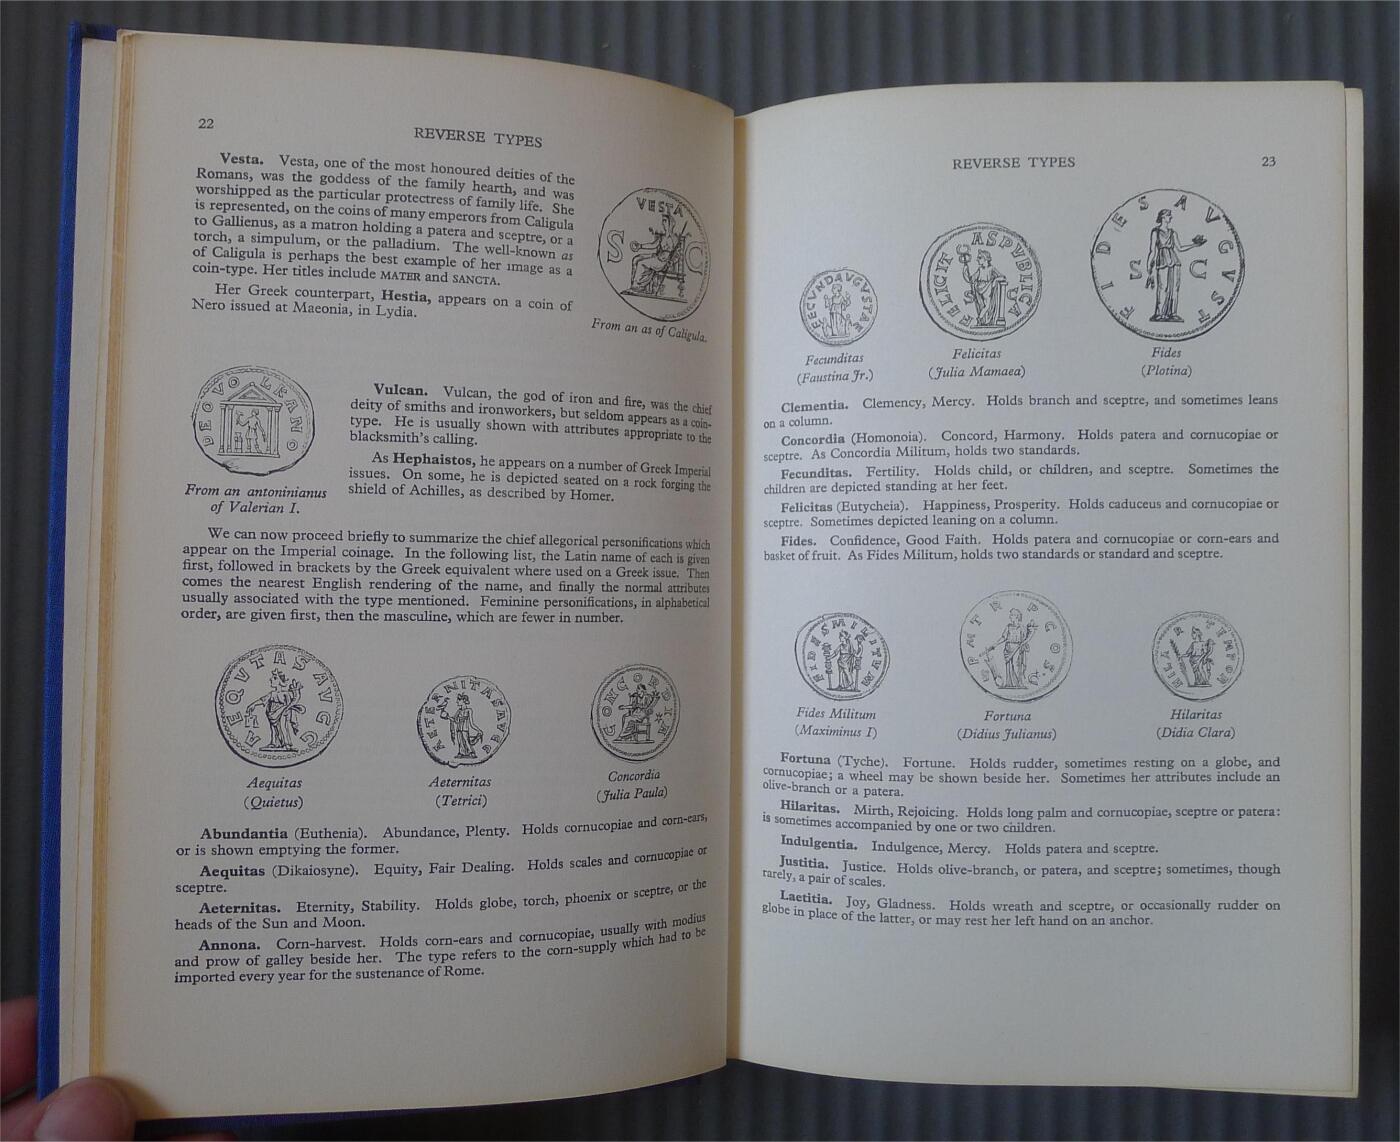 22
REVERSE TYPES
Vesta. Vesta, one of the most honoured deities of the
Romans, was the goddess of the family hearth, and was
worshipped as the particular protectress of family life. She
is represented, on the coins of many emperors from Caligula
to Gallienus, as a matron holding a patera and sceptre, or a
torch, a simpulum, or the palladium. The well-known as
of Caligula is perhaps the best example of her image as a
coin-type. Her titles include MATER and SANCTA.
Her Greek counterpart, Hestia, appears on a coin of
Nero issued at Maeonia, in Lydia.
VESTA
S C
From an as of Caligula.
DEO VOLKANO
From an antoninianus
of Valerian I.
Vulcan. Vulcan, the god of iron and fire, was the chief
deity of smiths and ironworkers, but seldom appears as a coin-
type. He is usually shown with attributes appropriate to the
blacksmith's calling.
As Hephaistos, he appears on a number of Greek Imperial
issues. On some, he is depicted seated on a rock forging the
shield of Achilles, as described by Homer.
We can now proceed briefly to summarize the chief allegorical personifications which
appear on the Imperial coinage. In the following list, the Latin name of each is given
first, followed in brackets by the Greek equivalent where used on a Greek issue. Then
comes the nearest English rendering of the name, and finally the normal attributes
usually associated with the type mentioned. Feminine personifications, in alphabetical
order, are given first, then the masculine, which are fewer in number.
AEQVTAS AVGG
AETERNITAS AVGG
CONCORDIA
Aequitas
(Quietus)
Aeternitas
(Tetrici)
Concordia
(Julia Paula)
Abundantia (Euthenia). Abundance, Plenty. Holds cornucopiae and corn-ears,
or is shown emptying the former.
Aequitas (Dikaiosyne). Equity, Fair Dealing. Holds scales and cornucopiae or
sceptre.
Aeternitas. Eternity, Stability. Holds globe, torch, phoenix or sceptre, or the
heads of the Sun and Moon.
Annona. Corn-harvest. Holds corn-ears and cornucopiae, usually with modius
and prow of galley beside her. The type refers to the corn-supply which had to be
imported every year for the sustenance of Rome.
REVERSE TYPES
23
FECVNDAVGVSTAE
FELICITAS PVBLICA
S C
FIDES AVGVST
S C
Fecunditas
(Faustina Jr.)
Felicitas
(Julia Mamaea)
Fides
(Plotina)
Clementia. Clemency, Mercy. Holds branch and sceptre, and sometimes leans
on a column.
Concordia (Homonoia). Concord, Harmony. Holds patera and cornucopiae or
sceptre. As Concordia Militum, holds two standards.
Fecunditas. Fertility. Holds child, or children, and sceptre. Sometimes the
children are depicted standing at her feet.
Felicitas (Eutycheia). Happiness, Prosperity. Holds caduceus and cornucopiae or
sceptre. Sometimes depicted leaning on a column.
Fides. Confidence, Good Faith. Holds patera and cornucopiae or corn-ears and
basket of fruit. As Fides Militum, holds two standards or standard and sceptre.
FIDES MILITVM
P M TR P COS
HILAR TEMPOR
Fides Militum
(Maximinus I)
Fortuna
(Didius Julianus)
Hilaritas
(Didia Clara)
Fortuna (Tyche). Fortune. Holds rudder, sometimes resting on a globe, and
cornucopiae; a wheel may be shown beside her. Sometimes her attributes include an
olive-branch or a patera.
Hilaritas. Mirth, Rejoicing. Holds long palm and cornucopiae, sceptre or patera:
is sometimes accompanied by one or two children.
Indulgentia. Indulgence, Mercy. Holds patera and sceptre.
Justitia. Justice. Holds olive-branch, or patera, and sceptre; sometimes, though
rarely, a pair of scales.
Laetitia. Joy, Gladness. Holds wreath and sceptre, or occasionally rudder on
globe in place of the latter, or may rest her left hand on an anchor.